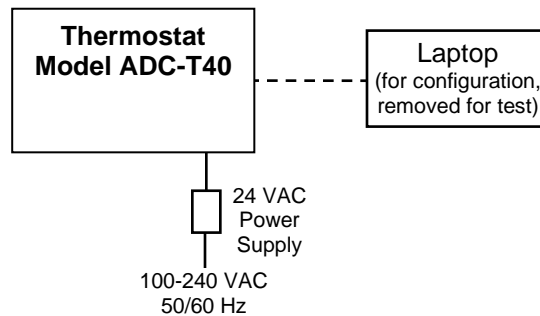 Thermostat
Model ADC-T40
Laptop
(for configuration,
removed for test)
24 VAC
Power
Supply
100-240 VAC
50/60 Hz